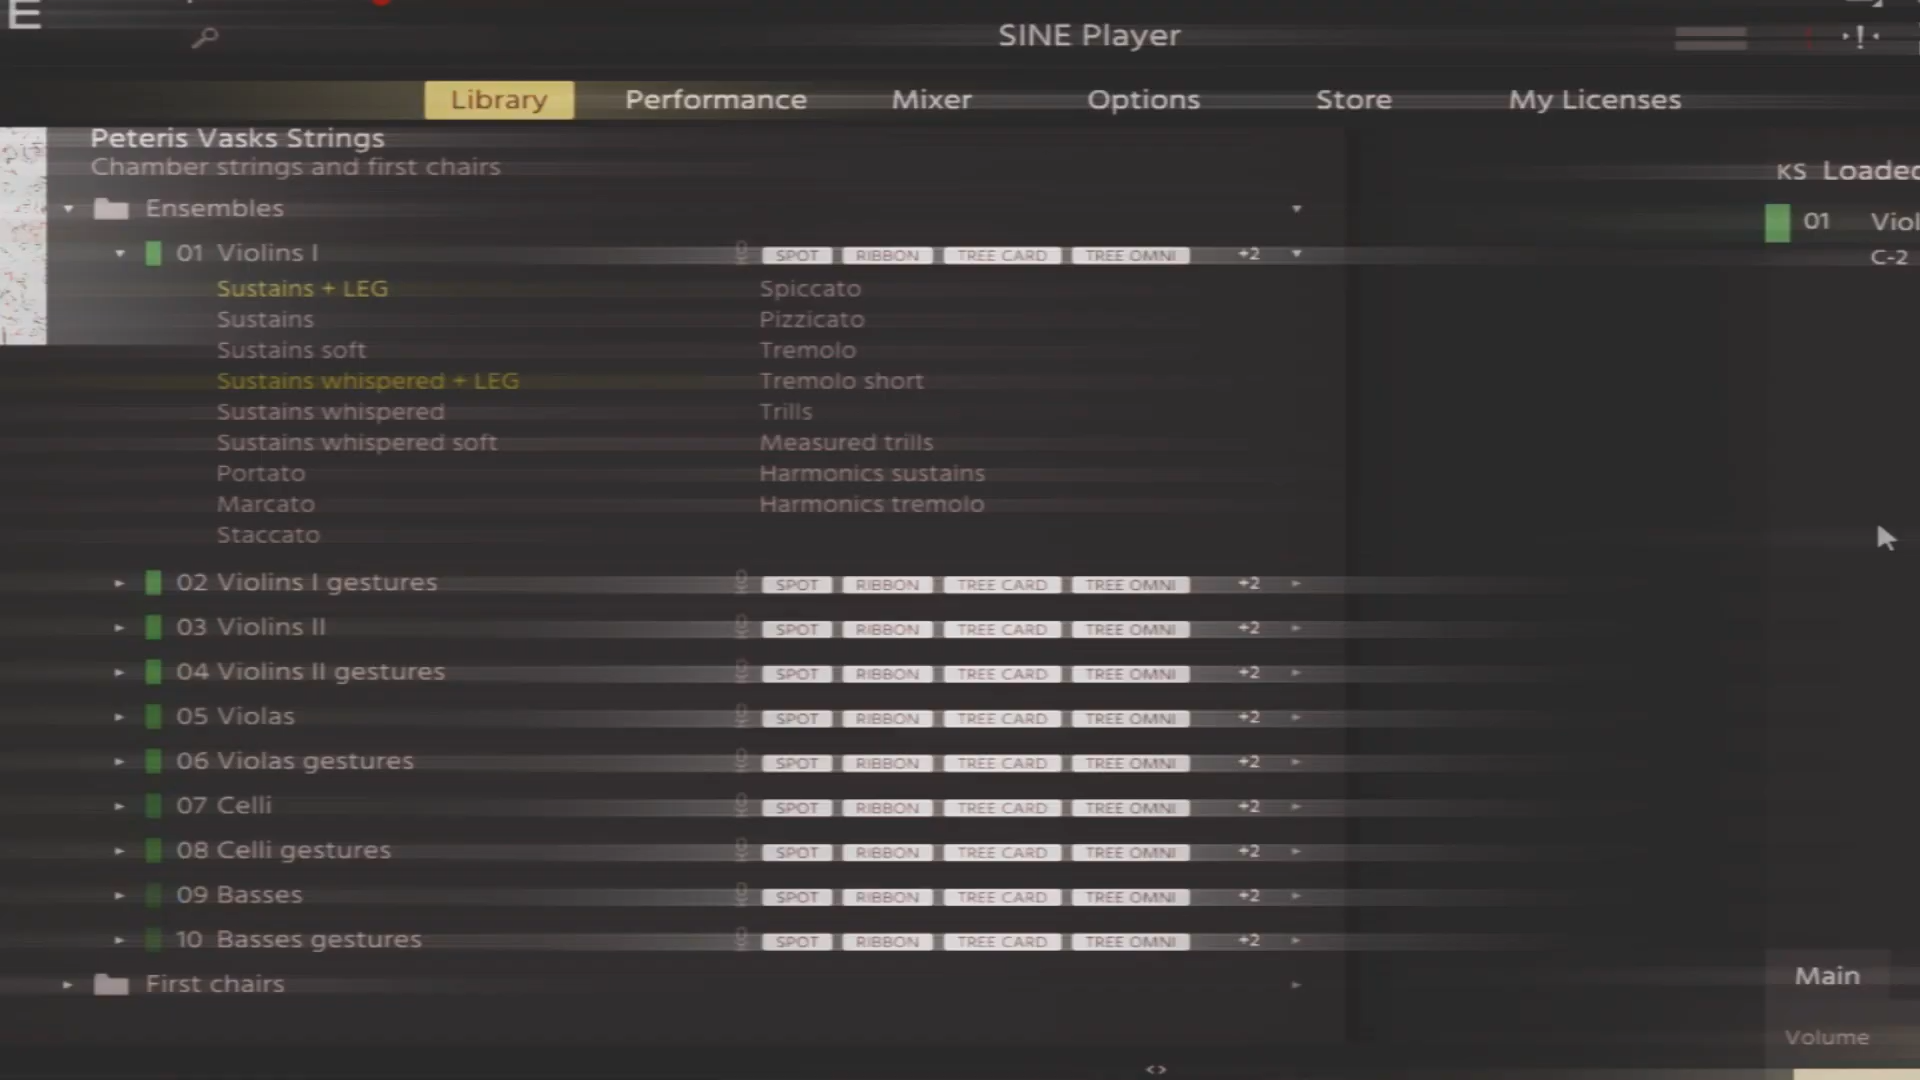 E
SINE Player
Library Performance Mixer Options Store My Licenses
Peteris Vasks Strings
Chamber strings and first chairs
KS Loaded
Ensembles
01 Viol
C-2
01 Violins I SPOT RIBBON TREE CARD TREE OMNI +2
Sustains + LEG Spiccato
Sustains Pizzicato
Sustains soft Tremolo
Sustains whispered + LEG Tremolo short
Sustains whispered Trills
Sustains whispered soft Measured trills
Portato Harmonics sustains
Marcato Harmonics tremolo
Staccato
02 Violins I gestures SPOT RIBBON TREE CARD TREE OMNI +2
03 Violins II SPOT RIBBON TREE CARD TREE OMNI +2
04 Violins II gestures SPOT RIBBON TREE CARD TREE OMNI +2
05 Violas SPOT RIBBON TREE CARD TREE OMNI +2
06 Violas gestures SPOT RIBBON TREE CARD TREE OMNI +2
07 Celli SPOT RIBBON TREE CARD TREE OMNI +2
08 Celli gestures SPOT RIBBON TREE CARD TREE OMNI +2
09 Basses SPOT RIBBON TREE CARD TREE OMNI +2
10 Basses gestures SPOT RIBBON TREE CARD TREE OMNI +2
First chairs
Main
Volume